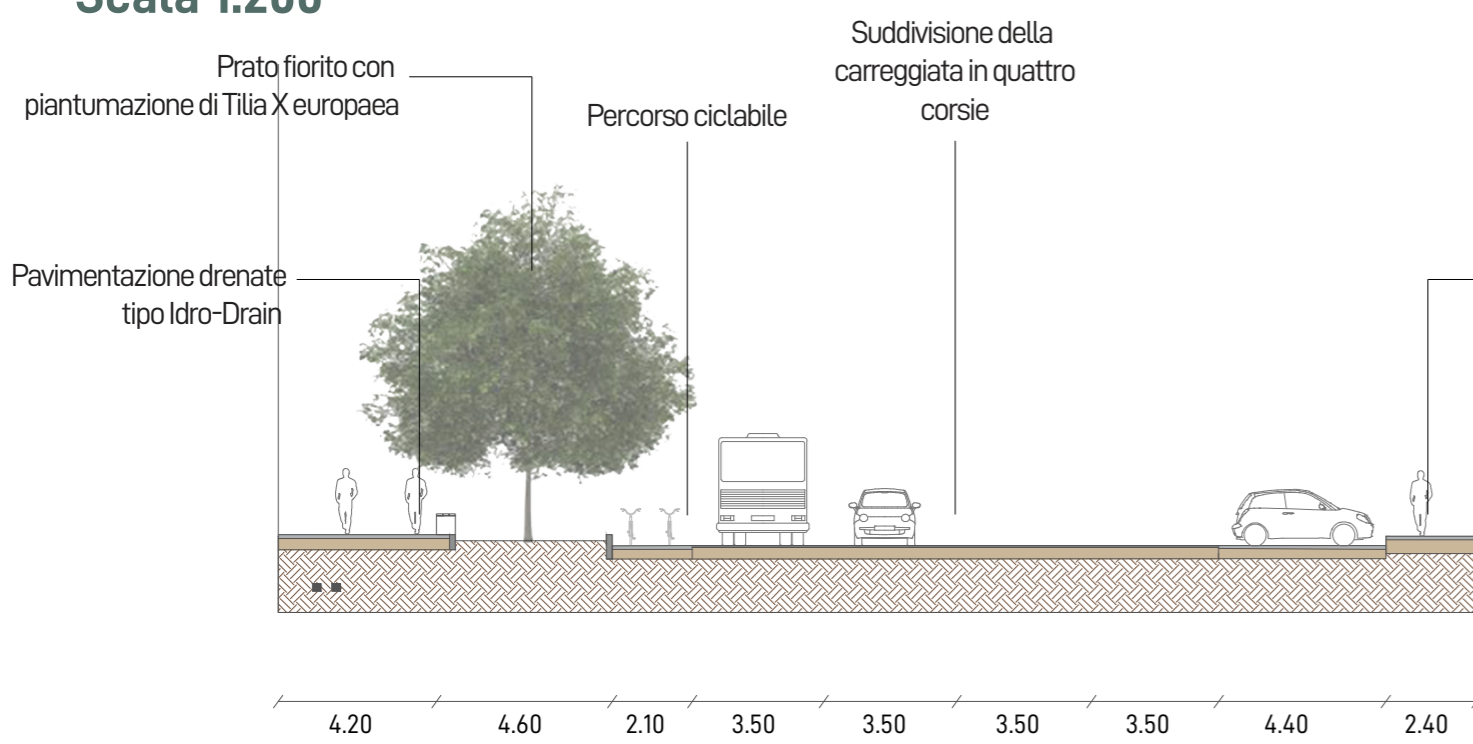 Scala 1:200
Suddivisione della
carreggiata in quattro
corsie
Prato fiorito con
piantumazione di Tilia X europaea
Percorso ciclabile
Pavimentazione drenate
tipo Idro-Drain
4.20 4.60 2.10 3.50 3.50 3.50 3.50 4.40 2.40